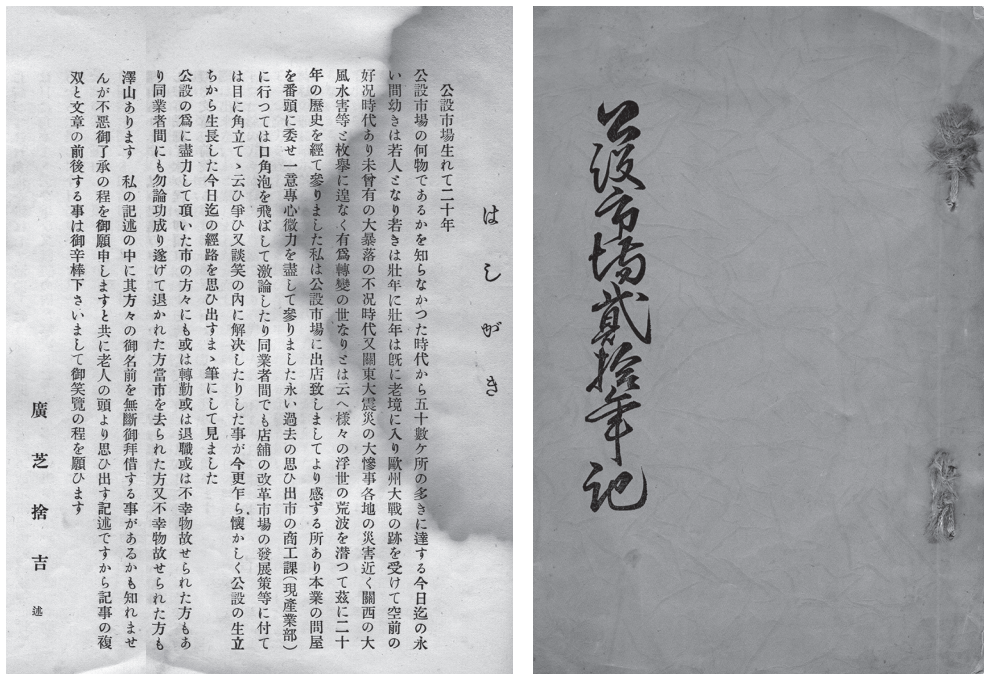 公設市場貳拾年記
はしがき
公設市場生れて二十年
公設市場の何物であるかを知らなかつた時代から五十數ケ所の多きに達する今日迄の永
い間幼きは若人となり若きは壯年に壯年は旣に老境に入り歐州大戰の跡を受けて空前の
好況時代あり未曾有の大暴落の不況時代又關東大震災の大慘事各地の災害近く關西の大
風水害等と枚擧に遑なく有爲轉變の世なりとは云へ樣々の浮世の荒波を潜つて茲に二十
年の歷史を經て參りました私は公設市場に出店致しましてより感ずる所あり本業の問屋
を番頭に委せ一意專心微力を盡して參りました永い過去の思ひ出市の商工課(現產業部)
に行つては口角泡を飛ばして激論したり同業者間でも店舖の改革市場の發展策等に付て
は目に角立てゝ云ひ爭ひ又談笑の內に解决したりした事が今更乍ら懷かしく公設の生立
ちから生長した今日迄の經路を思ひ出すまゝ筆にして見ました
公設の爲に盡力して頂いた市の方々にも或は轉勤或は退職或は不幸物故せられた方もあ
り同業者間にも勿論功成り遂げて退かれた方當市を去られた方又不幸物故せられた方も
澤山あります 私の記述の中に其方々の御名前を無斷御拜借する事があるかも知れませ
んが不惡御了承の程を御願申しますと共に老人の頭より思ひ出す記述ですから記事の複
双と文章の前後する事は御辛棒下さいまして御笑覽の程を願ひます
廣芝捨吉 述